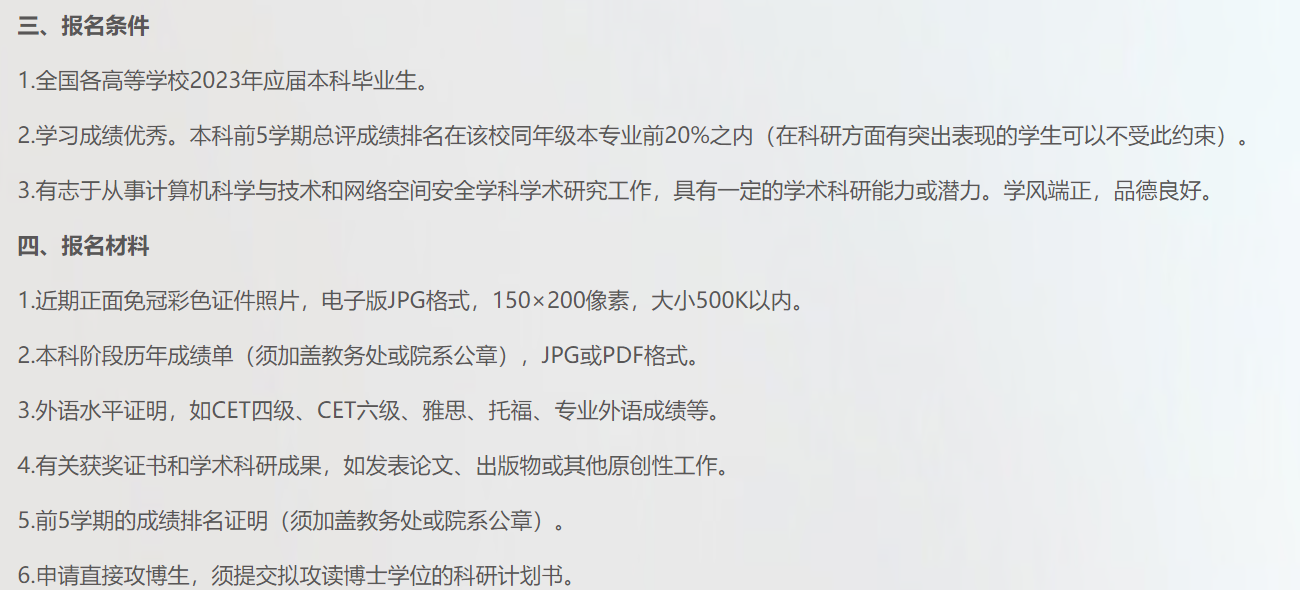 三、报名条件
1.全国各高等学校2023年应届本科毕业生。
2.学习成绩优秀。本科前5学期总评成绩排名在该校同年级本专业前20%之内（在科研方面有突出表现的学生可以不受此约束）。
3.有志于从事计算机科学与技术和网络空间安全学科学术研究工作，具有一定的学术科研能力或潜力。学风端正，品德良好。
四、报名材料
1.近期正面免冠彩色证件照片，电子版JPG格式，150×200像素，大小500K以内。
2.本科阶段历年成绩单（须加盖教务处或院系公章），JPG或PDF格式。
3.外语水平证明，如CET四级、CET六级、雅思、托福、专业外语成绩等。
4.有关获奖证书和学术科研成果，如发表论文、出版物或其他原创性工作。
5.前5学期的成绩排名证明（须加盖教务处或院系公章）。
6.申请直接攻博生，须提交拟攻读博士学位的科研计划书。